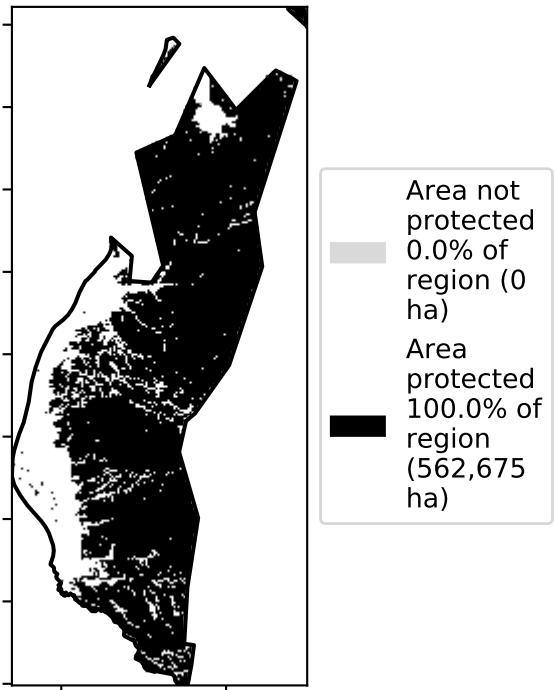 Area not
protected
0.0% of
region (0
ha)
Area
protected
100.0% of
region
(562,675
ha)